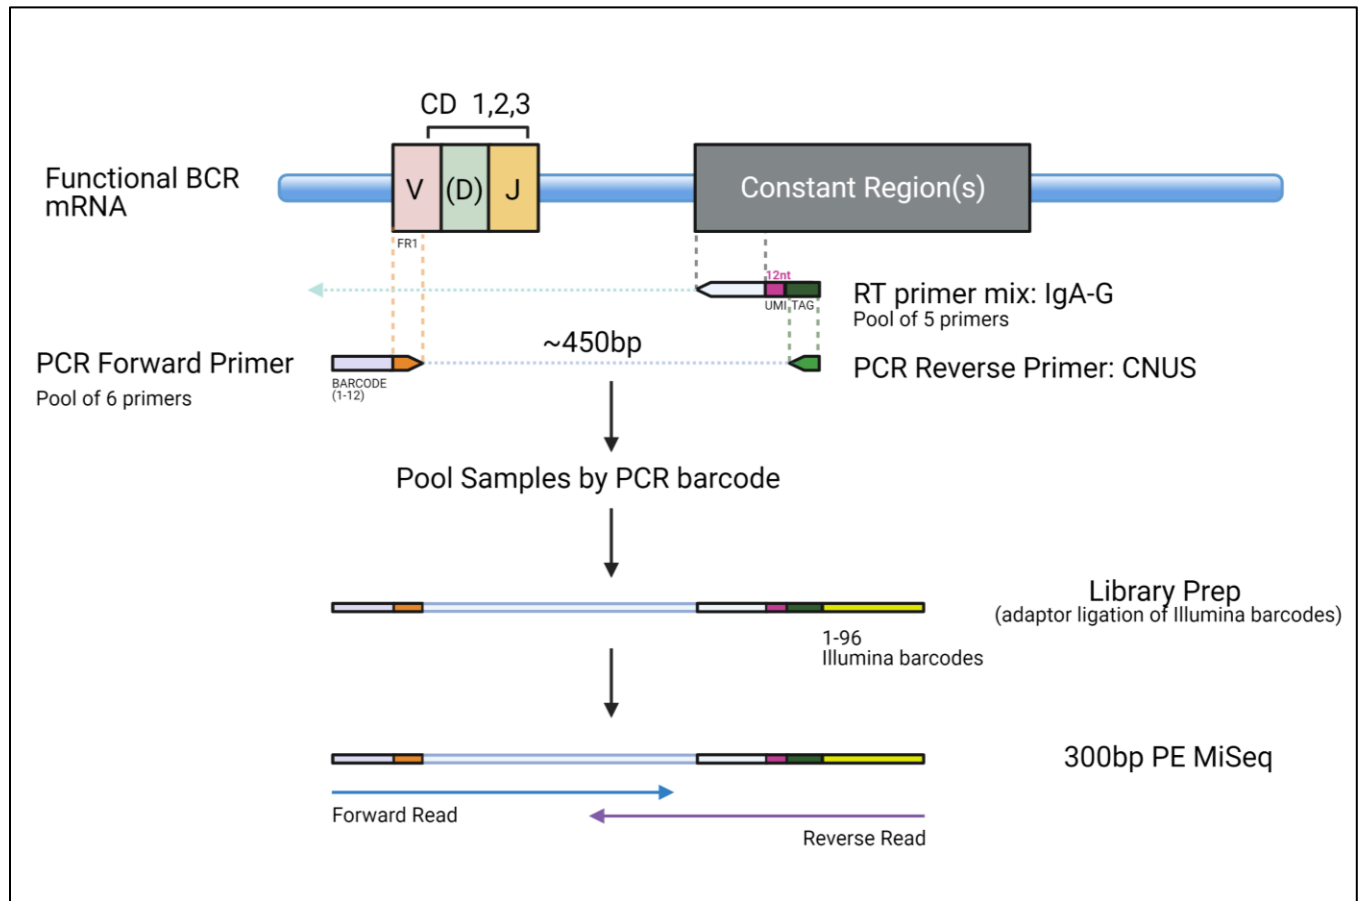 CD 1,2,3
Functional BCR
mRNA
V
(D)
J
Constant Region(s)
FR1
12nt
UMI
TAG
RT primer mix: IgA-G
Pool of 5 primers
~450bp
PCR Forward Primer
Pool of 6 primers
BARCODE
(1-12)
PCR Reverse Primer: CNUS
Pool Samples by PCR barcode
Library Prep
(adaptor ligation of Illumina barcodes)
1-96
Illumina barcodes
300bp PE MiSeq
Forward Read
Reverse Read